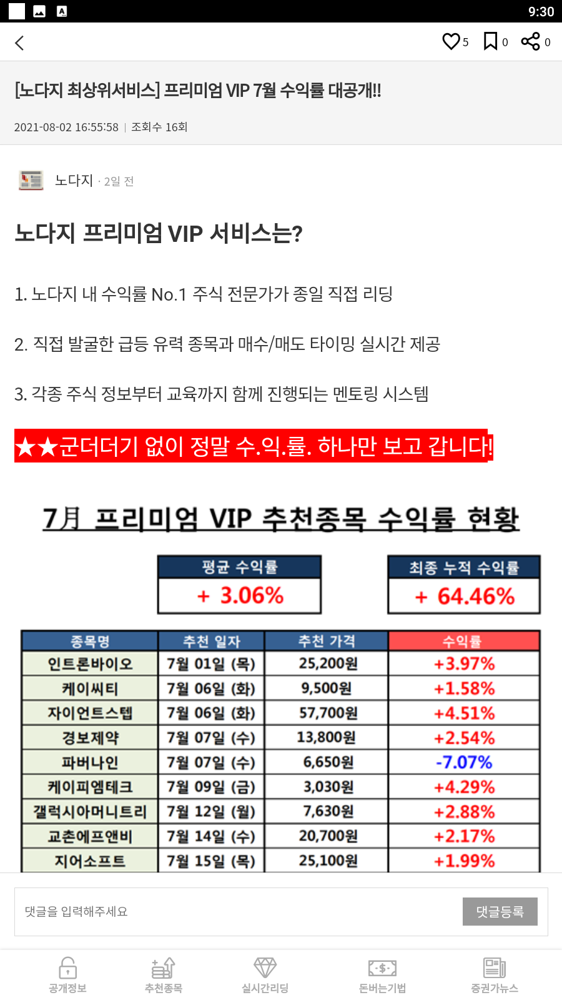 9:30
5 0 0
[노다지 최상위서비스] 프리미엄 VIP 7월 수익률 대공개!!
2021-08-02 16:55:58 | 조회수 16회
노다지 · 2일 전
노다지 프리미엄 VIP 서비스는?
1. 노다지 내 수익률 No.1 주식 전문가가 종일 직접 리딩
2. 직접 발굴한 급등 유력 종목과 매수/매도 타이밍 실시간 제공
3. 각종 주식 정보부터 교육까지 함께 진행되는 멘토링 시스템
★★군더더기 없이 정말 수.익.률. 하나만 보고 갑니다!
7月 프리미엄 VIP 추천종목 수익률 현황
평균 수익률 최종 누적 수익률
+ 3.06% + 64.46%
종목명 추천 일자 추천 가격 수익률
인트론바이오 7월 01일 (목) 25,200원 +3.97%
케이씨티 7월 06일 (화) 9,500원 +1.58%
자이언트스텝 7월 06일 (화) 57,700원 +4.51%
경보제약 7월 07일 (수) 13,800원 +2.54%
파버나인 7월 07일 (수) 6,650원 -7.07%
케이피엠테크 7월 09일 (금) 3,030원 +4.29%
갤럭시아머니트리 7월 12일 (월) 7,630원 +2.88%
교촌에프앤비 7월 14일 (수) 20,700원 +2.17%
지어소프트 7월 15일 (목) 25,100원 +1.99%
댓글을 입력해주세요 댓글등록
공개정보 추천종목 실시간리딩 돈버는기법 증권가뉴스